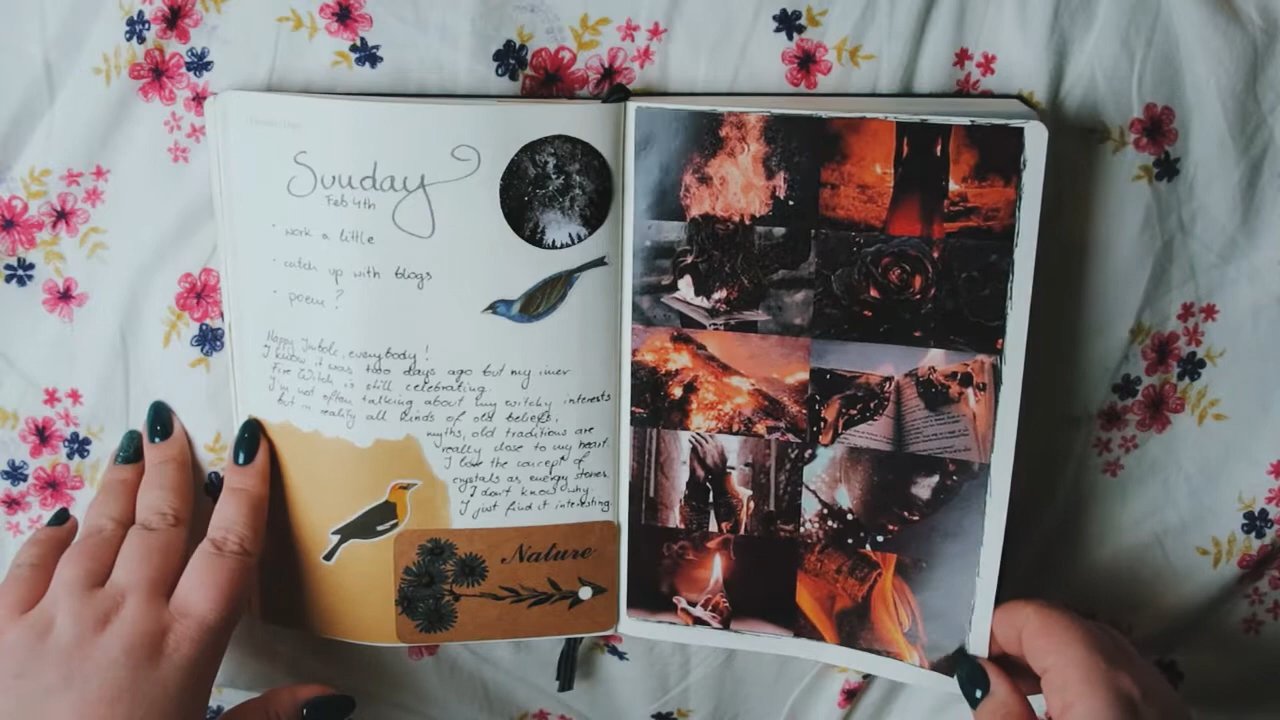 Sunday
Feb 4th
· work a little
· catch up with blogs
· poem?
Happy Imbolc, everybody!
I know it was two days ago but my iner
Fire Witch is still celebrating.
I'm not often talking about my witchy interests
but in reality all kinds of old beliefs,
myths, old traditions are
really close to my heart.
I love the concept of
crystals as energy stones.
I don't know why
I just find it interesting.
Nature